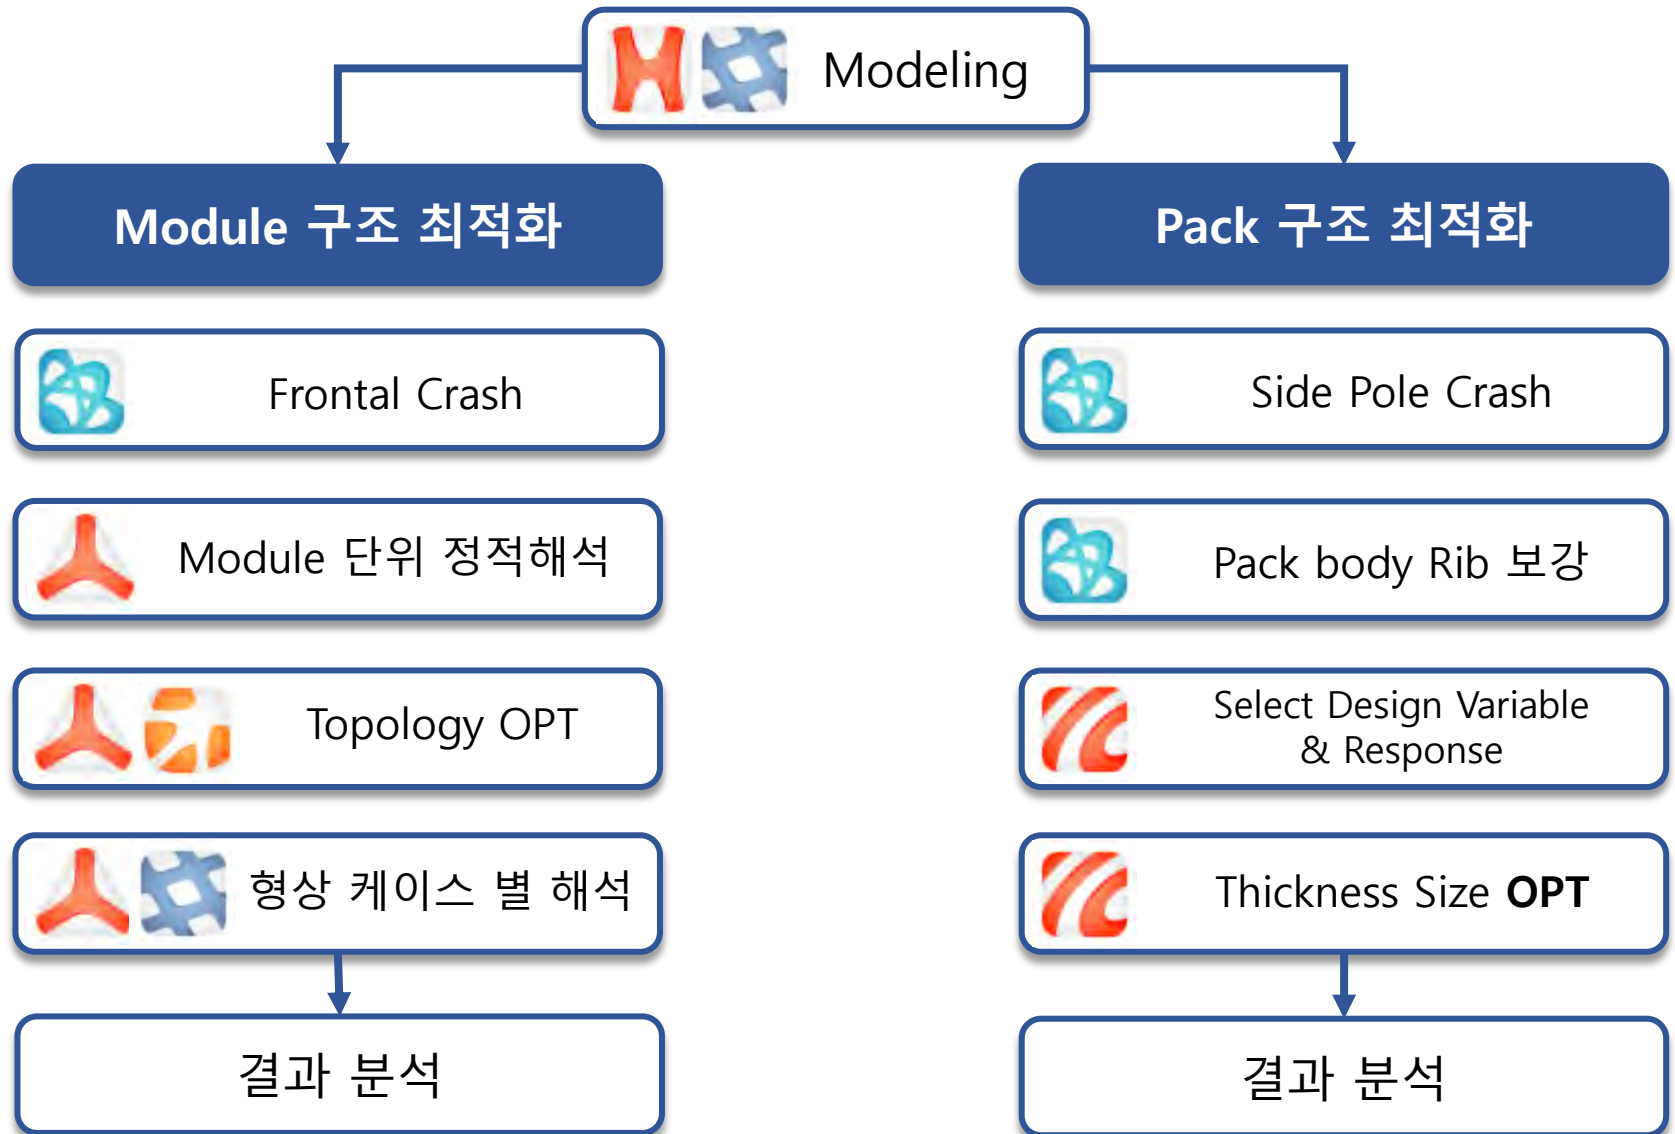 Modeling
Module 구조 최적화
Frontal Crash
Module 단위 정적해석
Topology OPT
형상 케이스 별 해석
결과 분석
Pack 구조 최적화
Side Pole Crash
Pack body Rib 보강
Select Design Variable
& Response
Thickness Size OPT
결과 분석